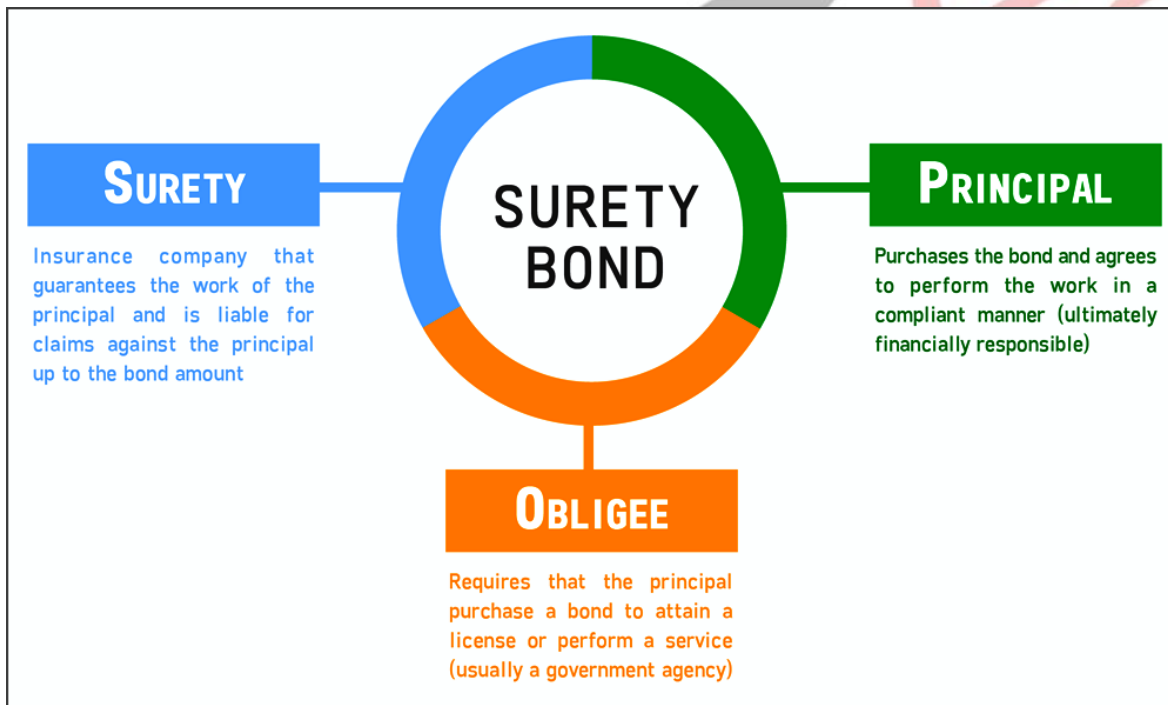 SURETY
BOND
SURETY
Insurance company that
guarantees the work of the
principal and is liable for
claims against the principal
up to the bond amount
PRINCIPAL
Purchases the bond and agrees
to perform the work in a
compliant manner (ultimately
financially responsible)
OBLIGEE
Requires that the principal
purchase a bond to attain a
license or perform a service
(usually a government agency)